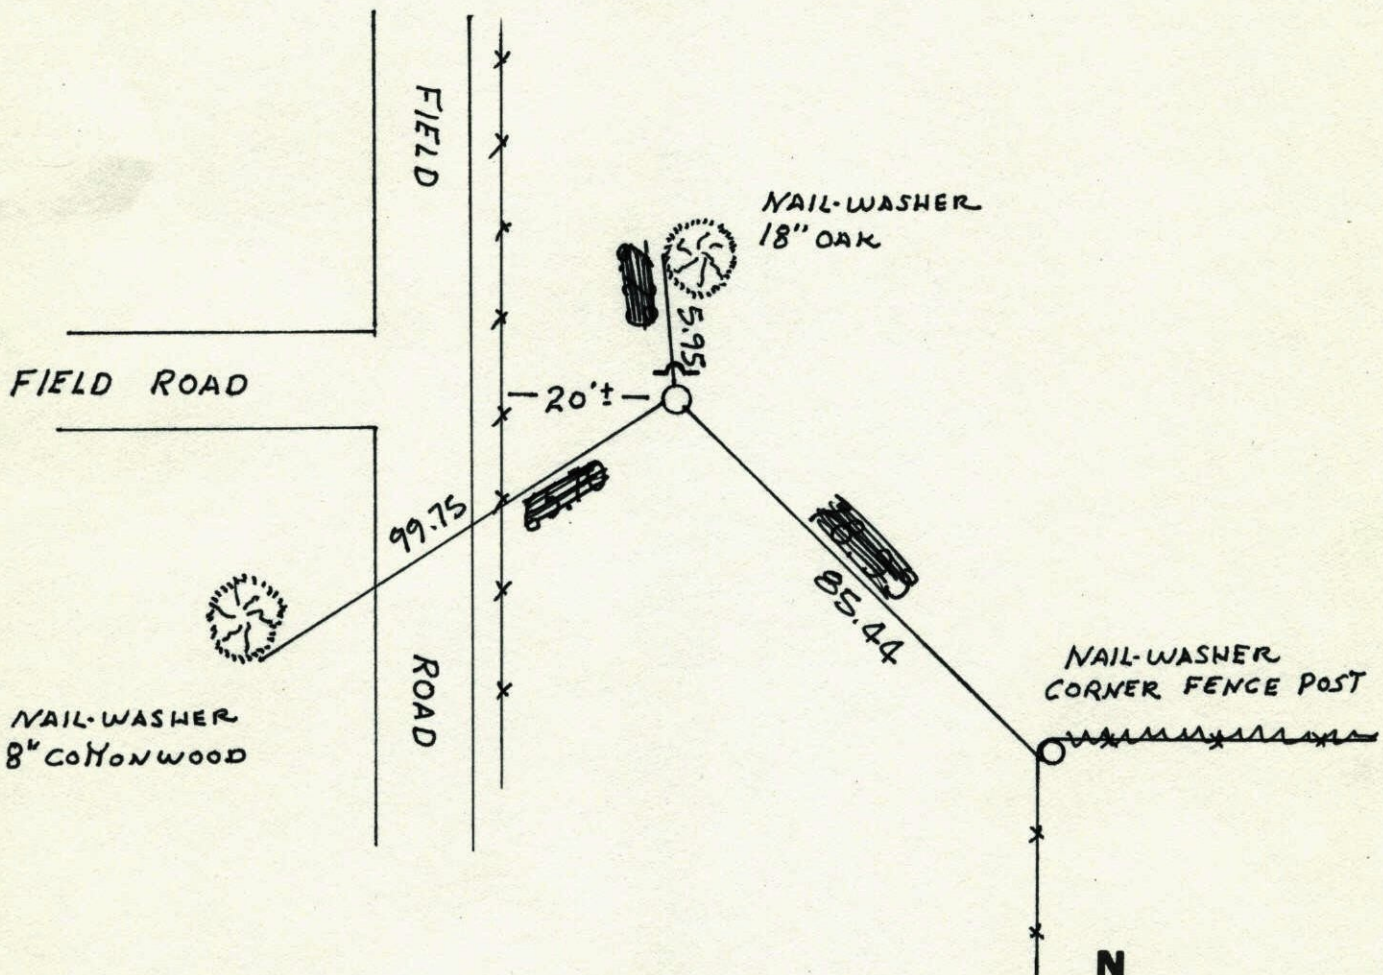 FIELD
NAIL-WASHER
18" OAK
5.95
FIELD ROAD
20'±
99.75
85.44
NAIL-WASHER
CORNER FENCE POST
ROAD
NAIL-WASHER
8" COTTONWOOD
N